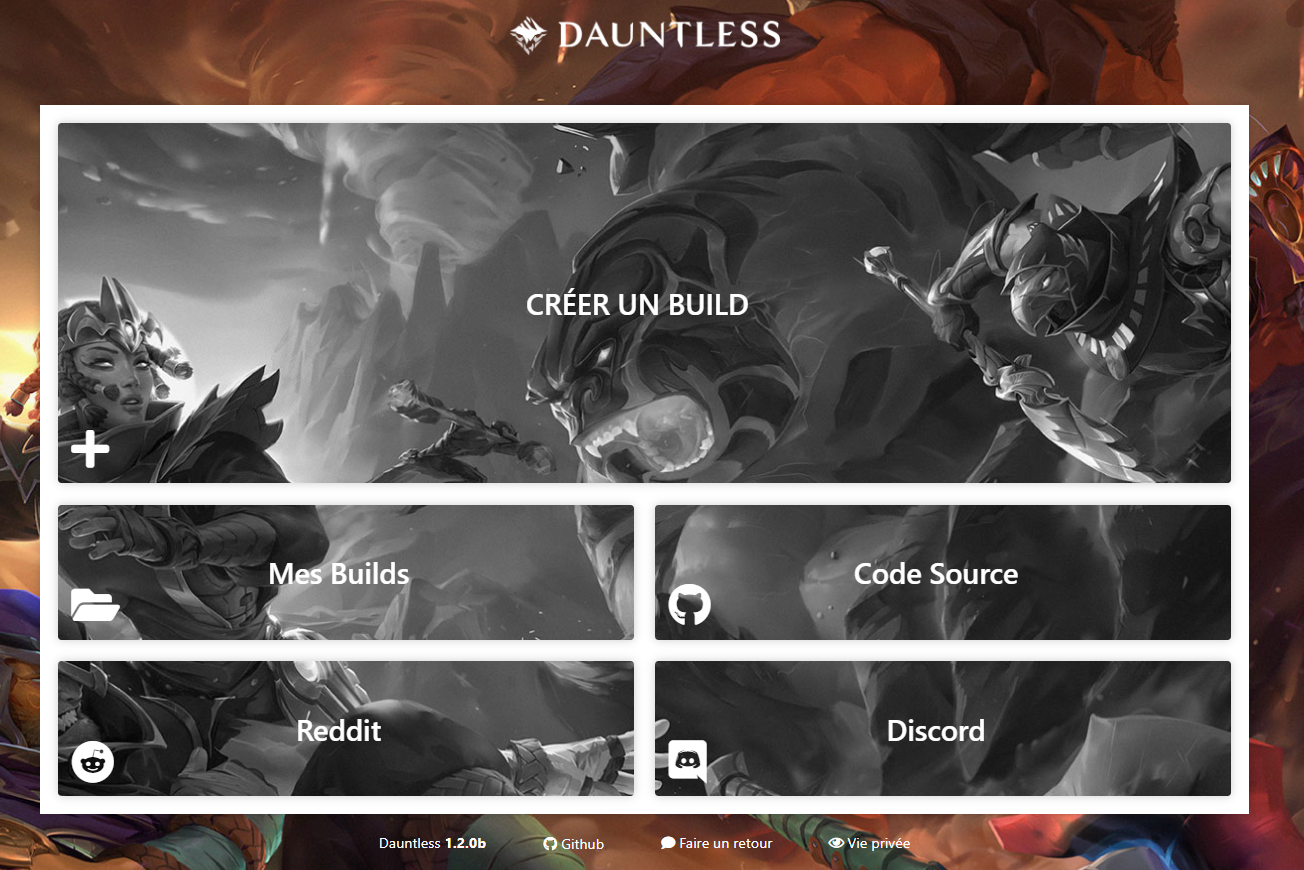 DAUNTLESS
CRÉER UN BUILD
Mes Builds
Code Source
Reddit
Discord
Dauntless 1.2.0b
Github
Faire un retour
Vie privée